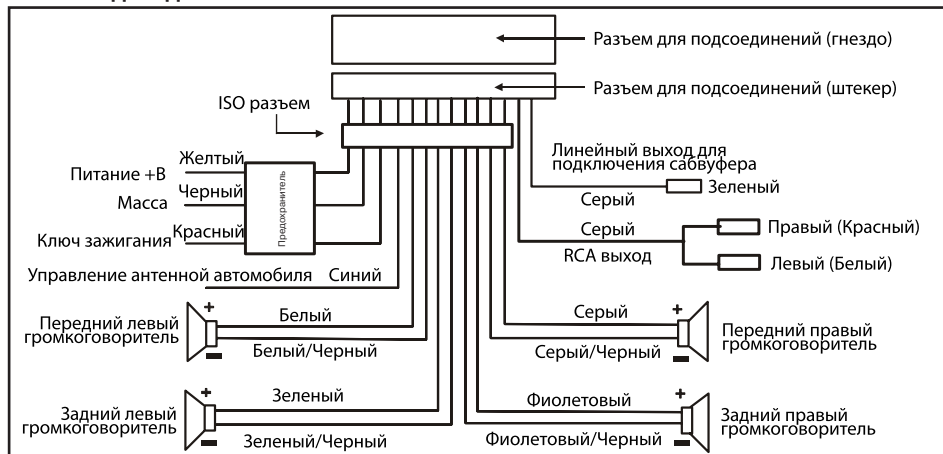 Разъем для подсоединений (гнездо)
Разъем для подсоединений (штекер)
ISO разъем
Линейный выход для
подключения сабвуфера
Желтый
Питание +В
Зеленый
Серый
Черный
Масса
Предохранитель
Красный
Ключ зажигания
Серый
RCA выход
Правый (Красный)
Левый (Белый)
Управление антенной автомобиля Синий
Передний левый
громкоговоритель
+
Белый
Белый/Черный
Серый
Серый/Черный
+
Передний правый
громкоговоритель
Задний левый
громкоговоритель
+
Зеленый
Зеленый/Черный
Фиолетовый
Фиолетовый/Черный
+
Задний правый
громкоговоритель